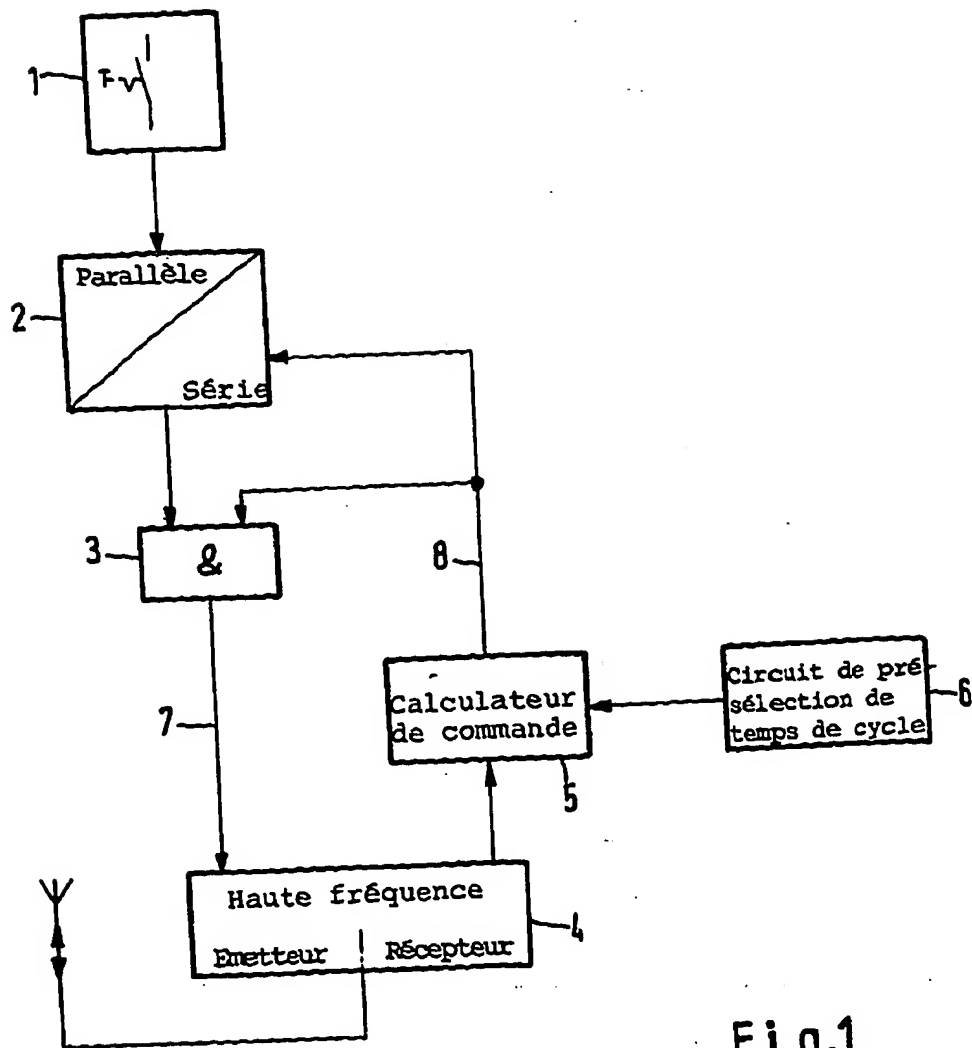 1
Parallèle
2
Série
3
&
8
Circuit de pré-
sélection de
temps de cycle
6
Calculateur
de commande
5
7
Haute fréquence
4
Emetteur
Récepteur
Fig.1